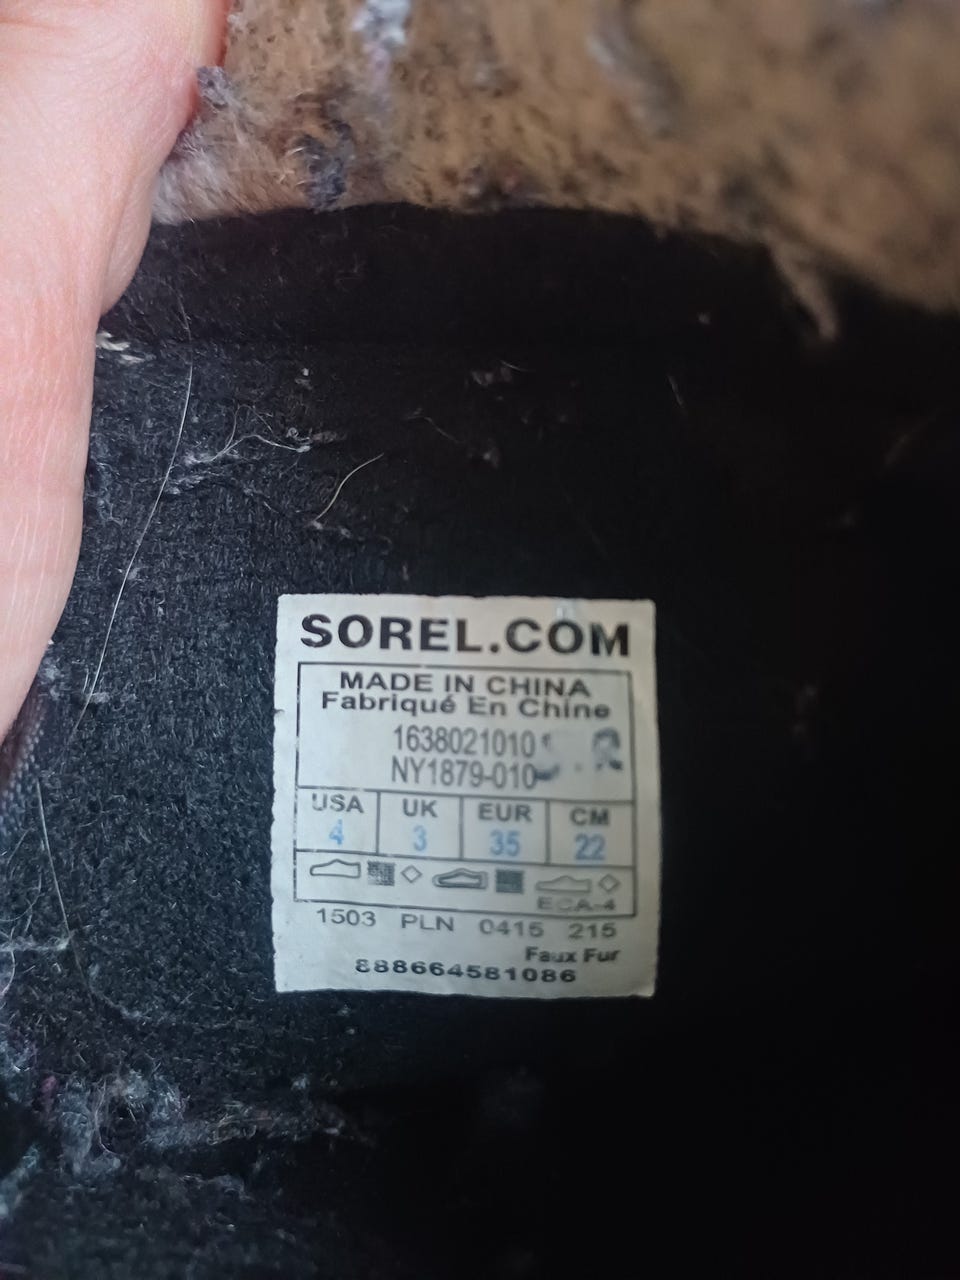 SOREL.COM
MADE IN CHINA
Fabriqué En Chine
1638021010
NY1879-010
USA UK EUR CM
4 3 35 22
ECA-4
1503 PLN 0415 215
Faux Fur
888664581086